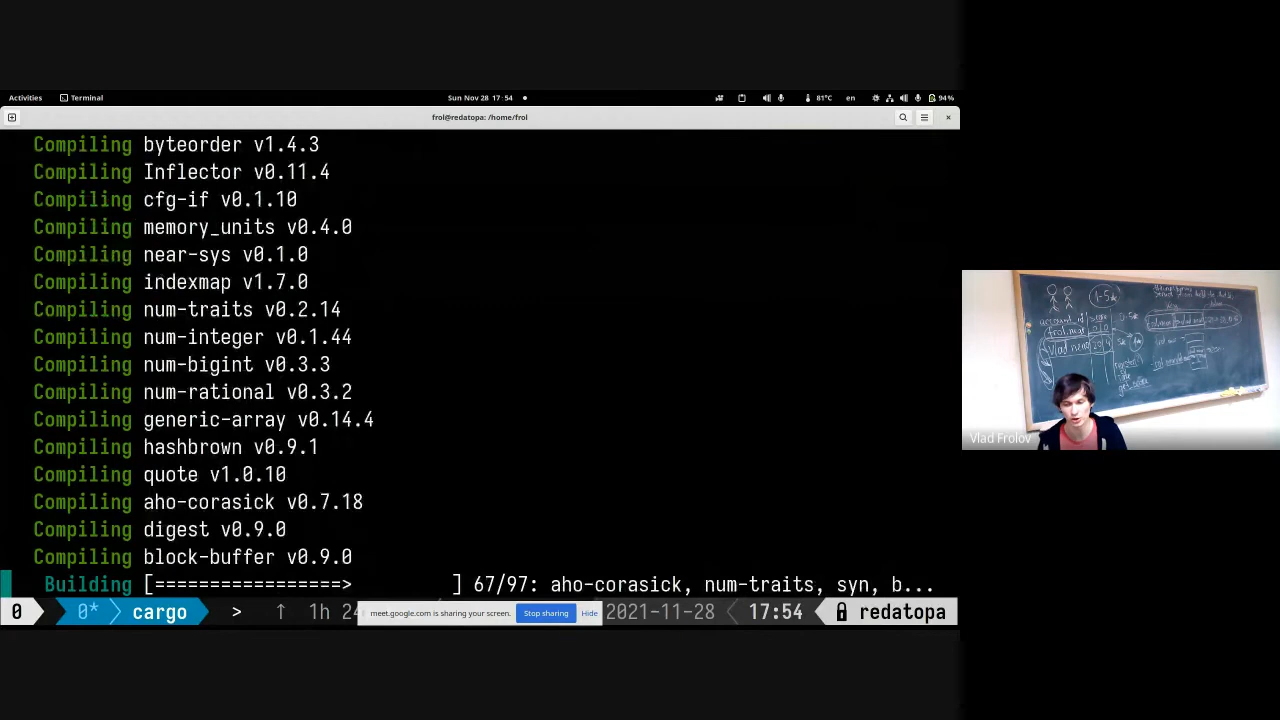 Activities Terminal Sun Nov 28 17:54 81°C en 94%
frol@redatopa: /home/frol
Compiling byteorder v1.4.3
Compiling Inflector v0.11.4
Compiling cfg-if v0.1.10
Compiling memory_units v0.4.0
Compiling near-sys v0.1.0
Compiling indexmap v1.7.0
Compiling num-traits v0.2.14
Compiling num-integer v0.1.44
Compiling num-bigint v0.3.3
Compiling num-rational v0.3.2
Compiling generic-array v0.14.4
Compiling hashbrown v0.9.1
Compiling quote v1.0.10
Compiling aho-corasick v0.7.18
Compiling digest v0.9.0
Compiling block-buffer v0.9.0
Building [=================> ] 67/97: aho-corasick, num-traits, syn, b...
0 0* cargo > ↑ 1h 24 meet.google.com is sharing your screen. Stop sharing Hide 2021-11-28 17:54 redatopa
1-5
account_id
frol.near
Vlad near
Vlad Frolov